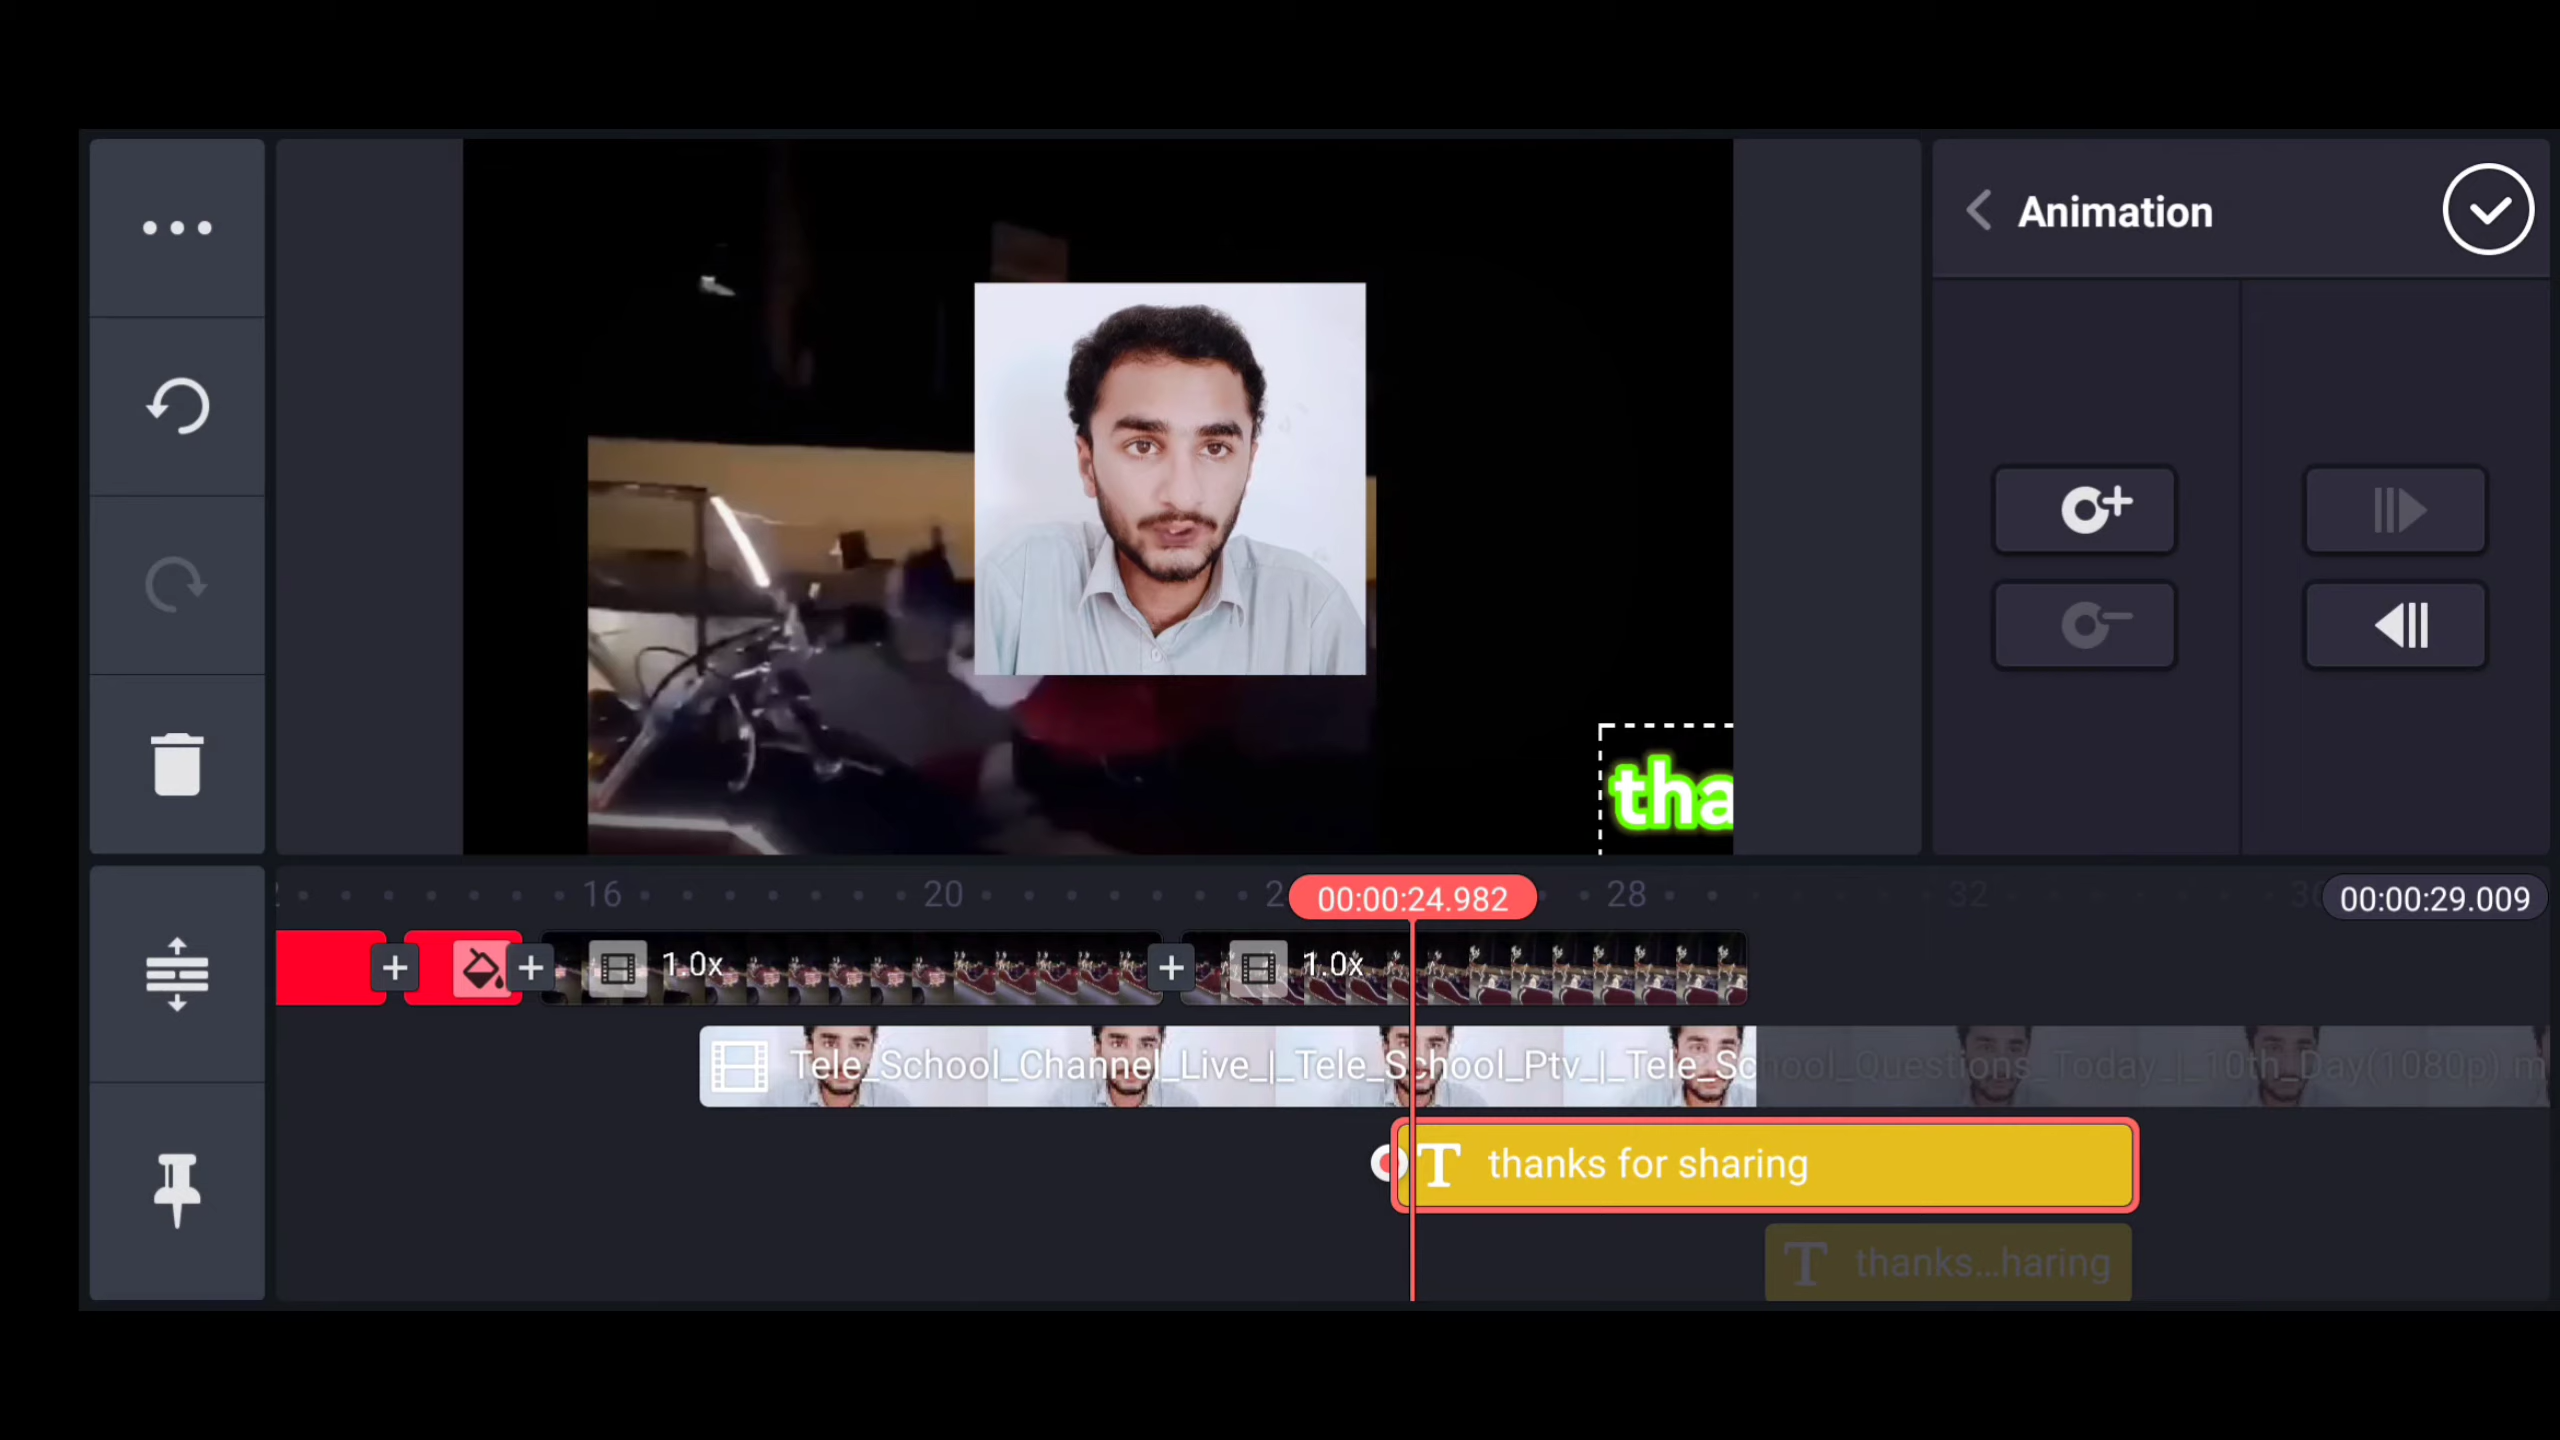 Animation
tha
16
20
00:00:24.982
28
32
00:00:29.009
1.0x
1.0x
Tele_School_Channel_Live_|_Tele_School_Ptv_|_Tele_School_Questions_Today_|_10th_Day(1080p).m
thanks for sharing
thanks...haring